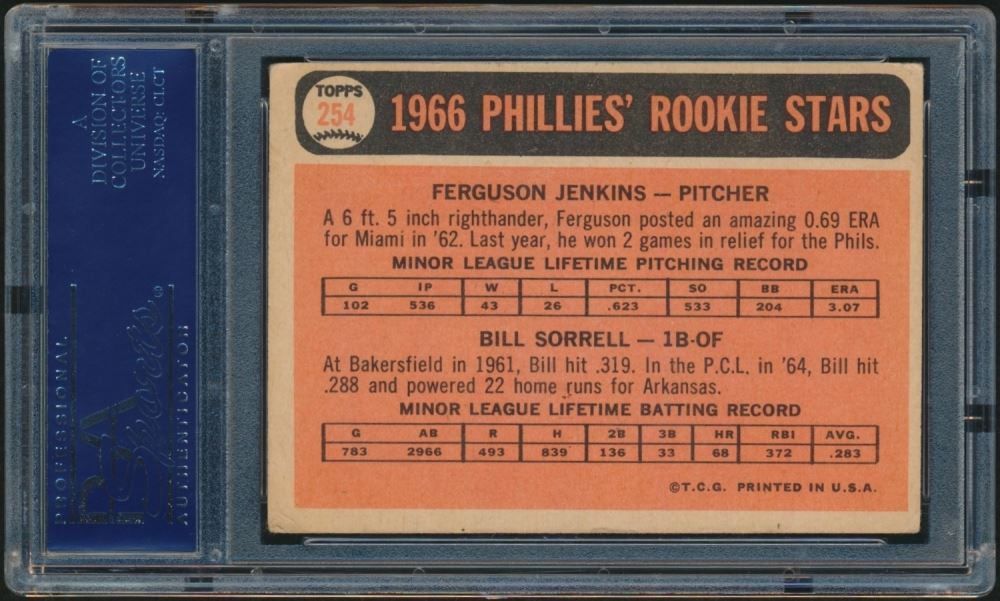 A
DIVISION OF
COLLECTORS
UNIVERSE
NASDAQ: CLCT
PROFESSIONAL
PSA
Sports
AUTHENTICATOR
TOPPS
254
1966 PHILLIES' ROOKIE STARS
FERGUSON JENKINS — PITCHER
A 6 ft. 5 inch righthander, Ferguson posted an amazing 0.69 ERA
for Miami in '62. Last year, he won 2 games in relief for the Phils.
MINOR LEAGUE LIFETIME PITCHING RECORD
G IP W L PCT. SO BB ERA
102 536 43 26 .623 533 204 3.07
BILL SORRELL — 1B-OF
At Bakersfield in 1961, Bill hit .319. In the P.C.L. in '64, Bill hit
.288 and powered 22 home runs for Arkansas.
MINOR LEAGUE LIFETIME BATTING RECORD
G AB R H 2B 3B HR RBI AVG.
783 2966 493 839 136 33 68 372 .283
©T.C.G. PRINTED IN U.S.A.